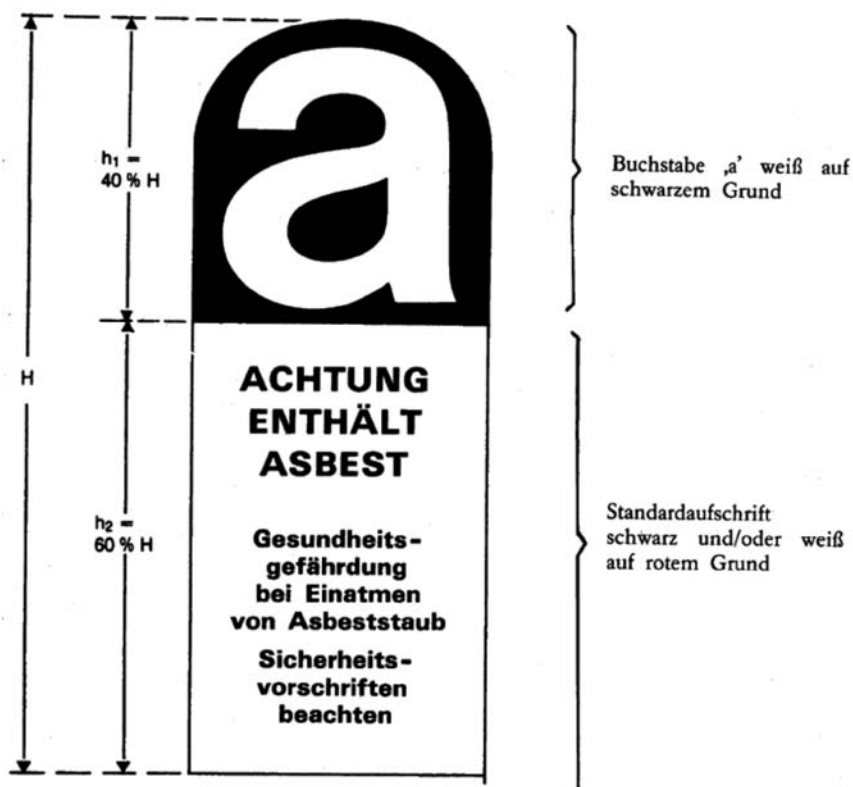 a
h₁ =
40 % H
Buchstabe ‚a’ weiß auf
schwarzem Grund
H
ACHTUNG
ENTHÄLT
ASBEST
h₂ =
60 % H
Gesundheits-
gefährdung
bei Einatmen
von Asbeststaub
Sicherheits-
vorschriften
beachten
Standardaufschrift
schwarz und/oder weiß
auf rotem Grund